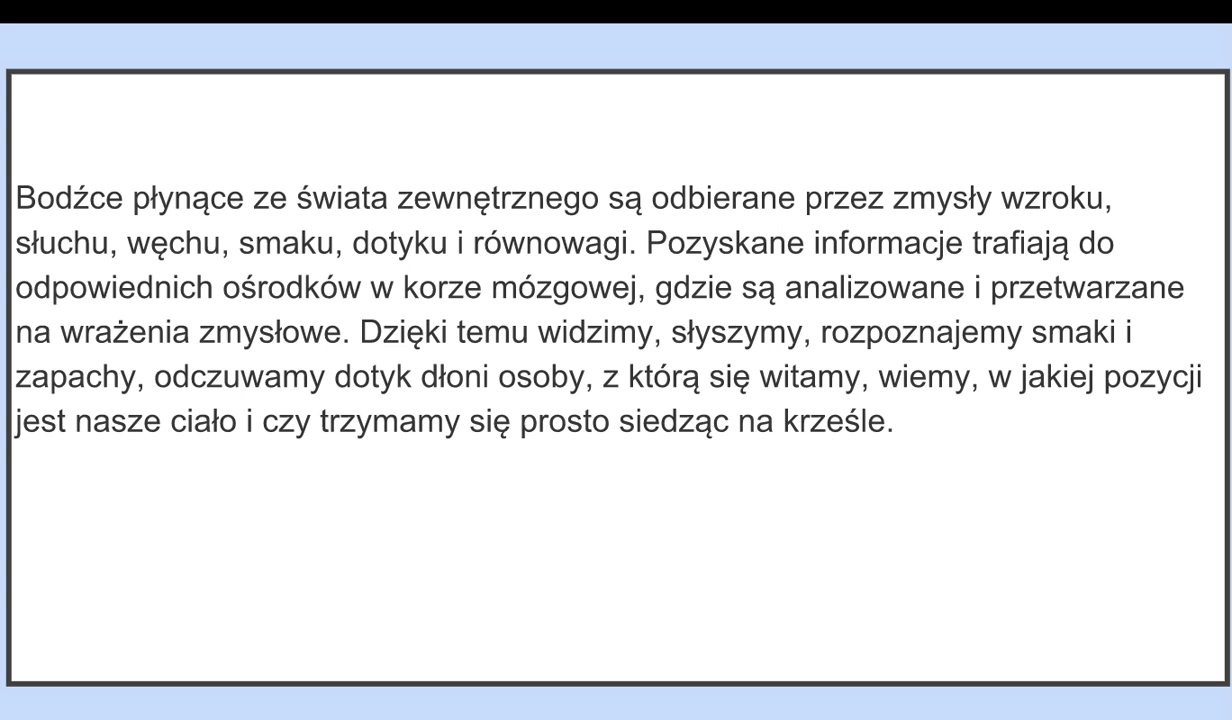 Bodźce płynące ze świata zewnętrznego są odbierane przez zmysły wzroku,
słuchu, węchu, smaku, dotyku i równowagi. Pozyskane informacje trafiają do
odpowiednich ośrodków w korze mózgowej, gdzie są analizowane i przetwarzane
na wrażenia zmysłowe. Dzięki temu widzimy, słyszymy, rozpoznajemy smaki i
zapachy, odczuwamy dotyk dłoni osoby, z którą się witamy, wiemy, w jakiej pozycji
jest nasze ciało i czy trzymamy się prosto siedząc na krześle.